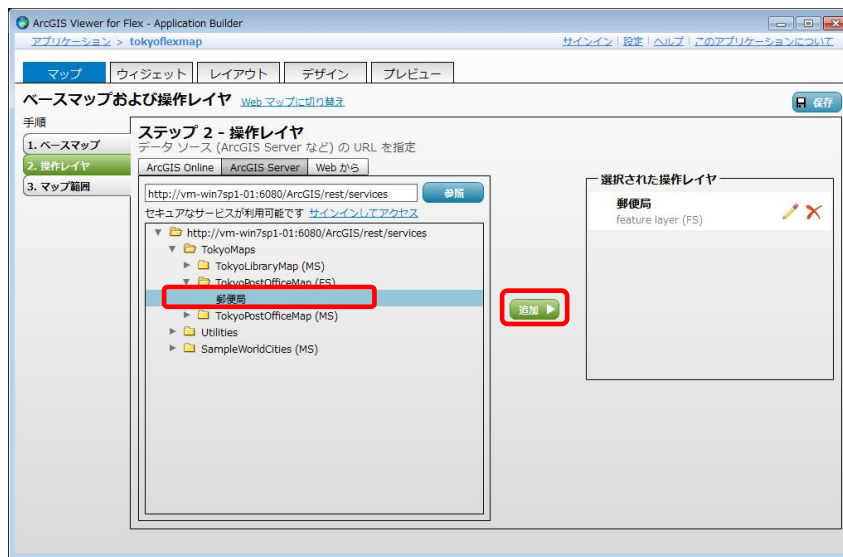 ArcGIS Viewer for Flex - Application Builder
アプリケーション > tokyoflexmap
サインイン | 設定 | ヘルプ | このアプリケーションについて
マップ ウィジェット レイアウト デザイン プレビュー
ベースマップおよび操作レイヤ Web マップに切り替え
保存
手順
1. ベースマップ
2. 操作レイヤ
3. マップ範囲
ステップ 2 - 操作レイヤ
データ ソース (ArcGIS Server など) の URL を指定
ArcGIS Online ArcGIS Server Web から
http://vm-win7sp1-01:6080/ArcGIS/rest/services 参照
セキュアなサービスが利用可能です サインインしてアクセス
http://vm-win7sp1-01:6080/ArcGIS/rest/services
TokyoMaps
TokyoLibraryMap (MS)
TokyoPostOfficeMap (FS)
郵便局
TokyoPostOfficeMap (MS)
Utilities
SampleWorldCities (MS)
追加
選択された操作レイヤ
郵便局
feature layer (FS)